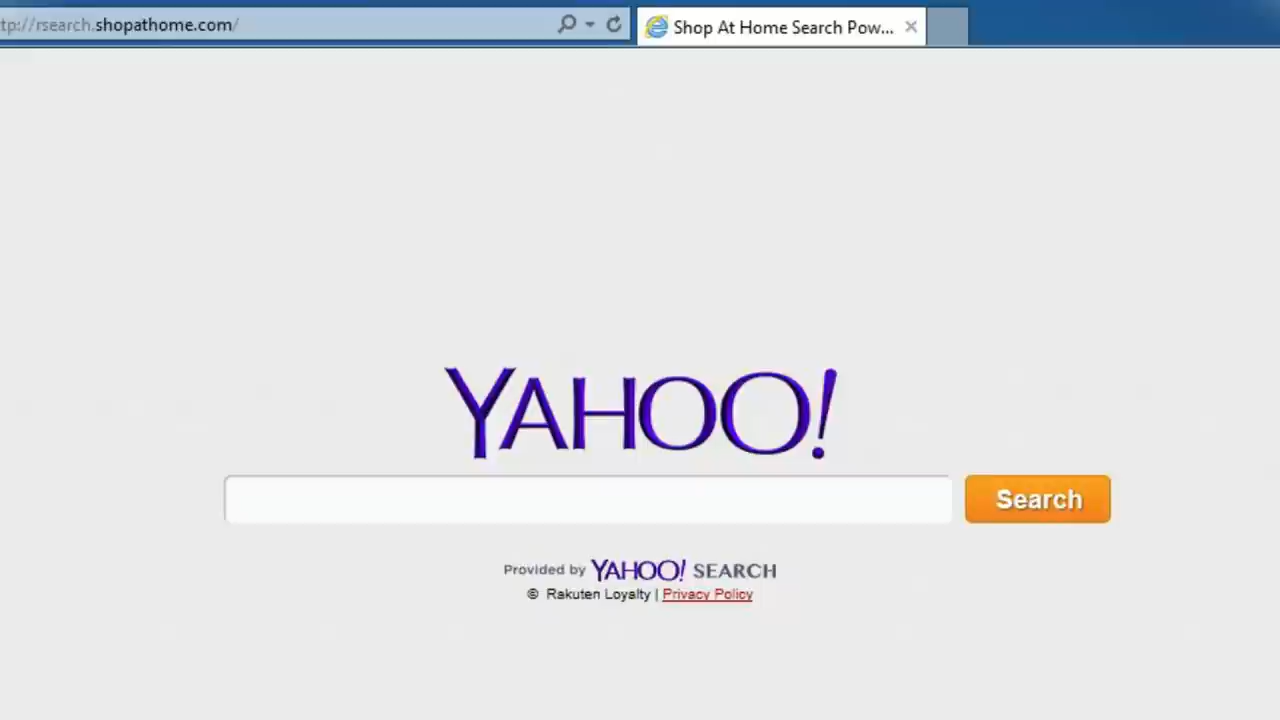 tp://rsearch.shopathome.com/
Shop At Home Search Pow...
YAHOO!
Search
Provided by YAHOO! SEARCH
© Rakuten Loyalty | Privacy Policy